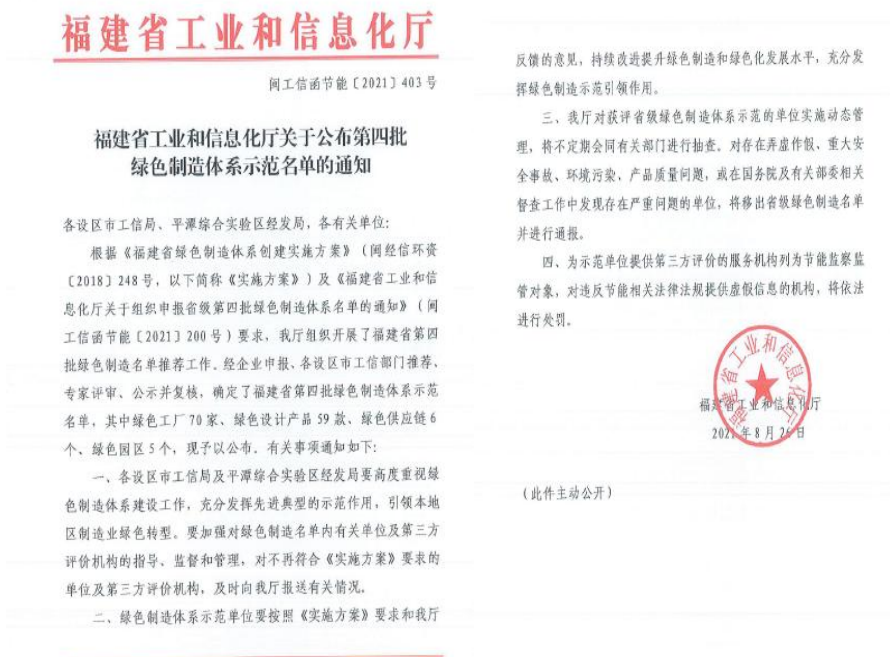 福建省工业和信息化厅
闽工信函节能〔2021〕403号
福建省工业和信息化厅关于公布第四批
绿色制造体系示范名单的通知
各设区市工信局、平潭综合实验区经发局，各有关单位：
根据《福建省绿色制造体系创建实施方案》（闽经信环资
〔2018〕248号，以下简称《实施方案》）及《福建省工业和信
息化厅关于组织申报省级第四批绿色制造体系名单的通知》（闽
工信函节能〔2021〕200号）要求，我厅组织开展了福建省第四
批绿色制造名单推荐工作。经企业申报、各设区市工信部门推荐、
专家评审、公示并复核，确定了福建省第四批绿色制造体系示范
名单，其中绿色工厂70家、绿色设计产品59款、绿色供应链6
个、绿色园区5个，现予以公布。有关事项通知如下：
一、各设区市工信局及平潭综合实验区经发局要高度重视绿
色制造体系建设工作，充分发挥先进典型的示范作用，引领本地
区制造业绿色转型。要加强对绿色制造名单内有关单位及第三方
评价机构的指导、监督和管理，对不再符合《实施方案》要求的
单位及第三方评价机构，及时向我厅报送有关情况。
二、绿色制造体系示范单位要按照《实施方案》要求和我厅
反馈的意见，持续改进提升绿色制造和绿色化发展水平，充分发
挥绿色制造示范引领作用。
三、我厅对获评省级绿色制造体系示范的单位实施动态管
理，将不定期会同有关部门进行抽查。对存在弄虚作假、重大安
全事故、环境污染、产品质量问题，或在国务院及有关部委相关
督查工作中发现存在严重问题的单位，将移出省级绿色制造名单
并进行通报。
四、为示范单位提供第三方评价的服务机构列为节能监察监
管对象，对违反节能相关法律法规提供虚假信息的机构，将依法
进行处罚。
福建省工业和信息化厅
福建省工业和信息化厅
2021年8月26日
（此件主动公开）